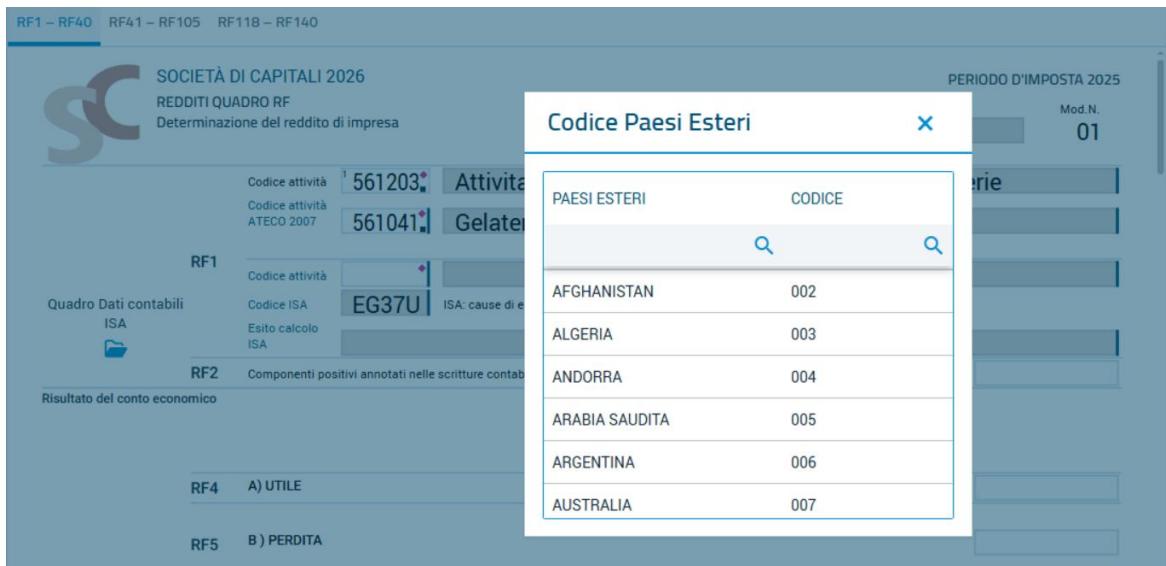 RF1 – RF40 RF41 – RF105 RF118 – RF140
SC
SOCIETÀ DI CAPITALI 2026
REDDITI QUADRO RF
Determinazione del reddito di impresa
PERIODO D'IMPOSTA 2025
Mod.N.
01
Codice attività 1 561203 Attivita rie
Codice attività
ATECO 2007 561041 Gelate
RF1
Codice attività
Quadro Dati contabili
ISA
Codice ISA EG37U ISA: cause di e
Esito calcolo
ISA
RF2 Componenti positivi annotati nelle scritture contab
Risultato del conto economico
RF4 A) UTILE
RF5 B ) PERDITA
Codice Paesi Esteri
PAESI ESTERI CODICE
AFGHANISTAN 002
ALGERIA 003
ANDORRA 004
ARABIA SAUDITA 005
ARGENTINA 006
AUSTRALIA 007